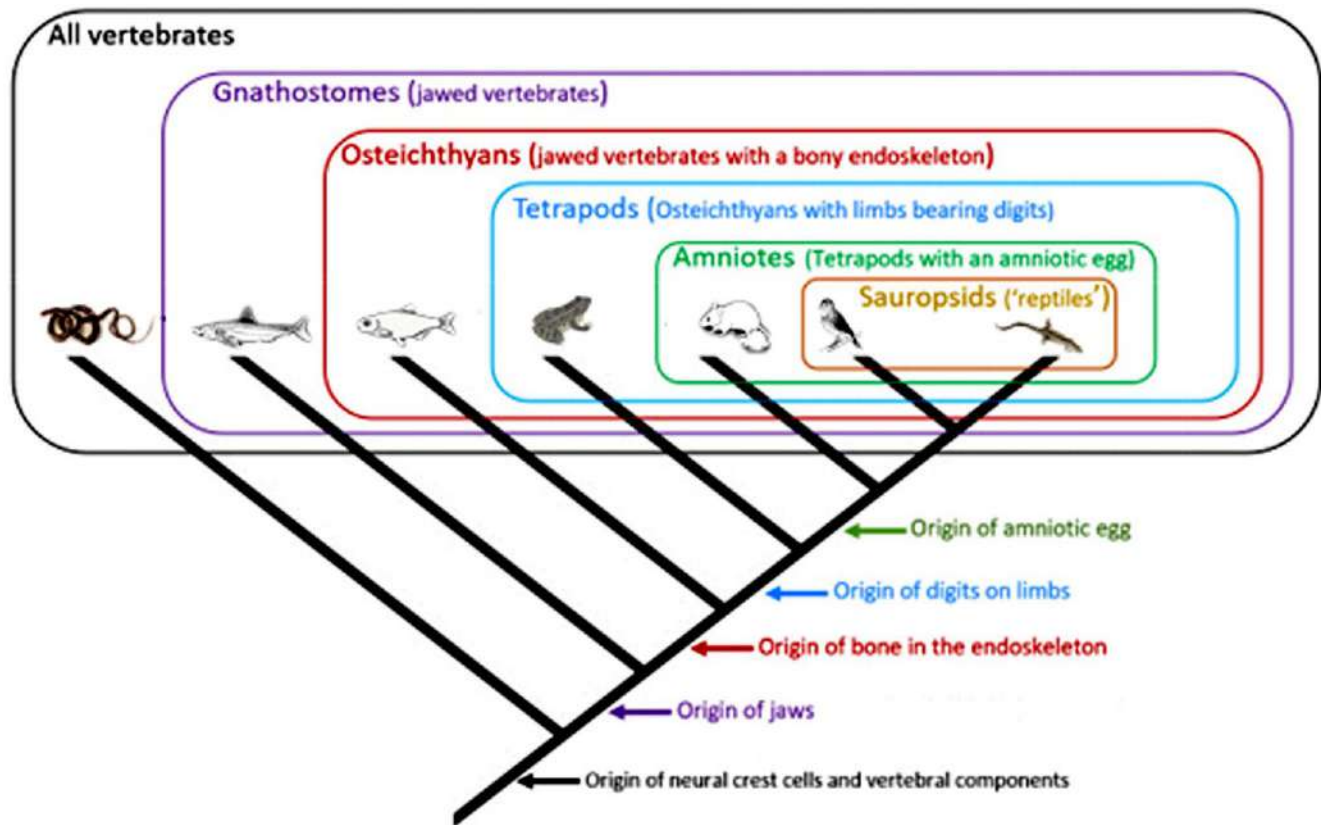 All vertebrates
Gnathostomes (jawed vertebrates)
Osteichthyans (jawed vertebrates with a bony endoskeleton)
Tetrapods (Osteichthyans with limbs bearing digits)
Amniotes (Tetrapods with an amniotic egg)
Sauropsids ('reptiles')
Origin of amniotic egg
Origin of digits on limbs
Origin of bone in the endoskeleton
Origin of jaws
Origin of neural crest cells and vertebral components